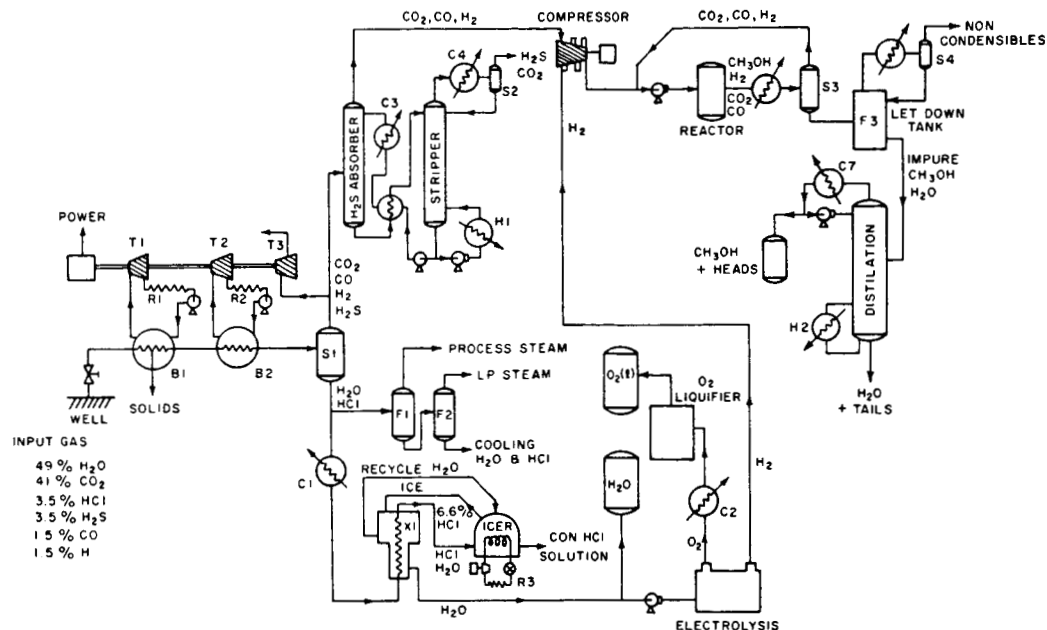 CO2, CO, H2
COMPRESSOR
CO2, CO, H2
NON
CONDENSIBLES
C4
H2S
CO2
S2
S4
C3
CH3OH
H2
CO2
CO
S3
REACTOR
F3
LET DOWN
TANK
H2S ABSORBER
STRIPPER
H2
H1
IMPURE
CH3OH
H2O
C7
POWER
T1
T2
T3
CH3OH
+ HEADS
DISTILATION
R1
R2
CO2
CO
H2
H2S
H2
B1
B2
S1
SOLIDS
WELL
PROCESS STEAM
H2O
HCl
LP STEAM
F1
F2
COOLING
H2O & HCl
O2(ℓ)
O2
LIQUIFIER
H2O
+ TAILS
INPUT GAS
49% H2O
41% CO2
3.5% HCl
3.5% H2S
1.5% CO
1.5% H
C1
RECYCLE H2O
ICE
6.6%
HCl
ICER
X1
HCl
H2O
R3
CON HCl
SOLUTION
H2O
H2O
C2
O2
H2
ELECTROLYSIS